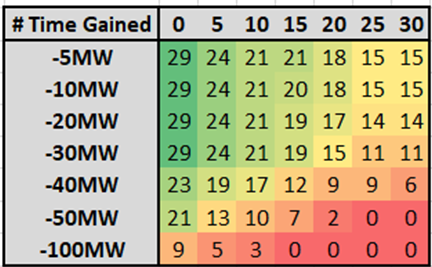 # Time Gained 0 5 10 15 20 25 30
-5MW 29 24 21 21 18 15 15
-10MW 29 24 21 20 18 15 15
-20MW 29 24 21 19 17 14 14
-30MW 29 24 21 19 15 11 11
-40MW 23 19 17 12 9 9 6
-50MW 21 13 10 7 2 0 0
-100MW 9 5 3 0 0 0 0